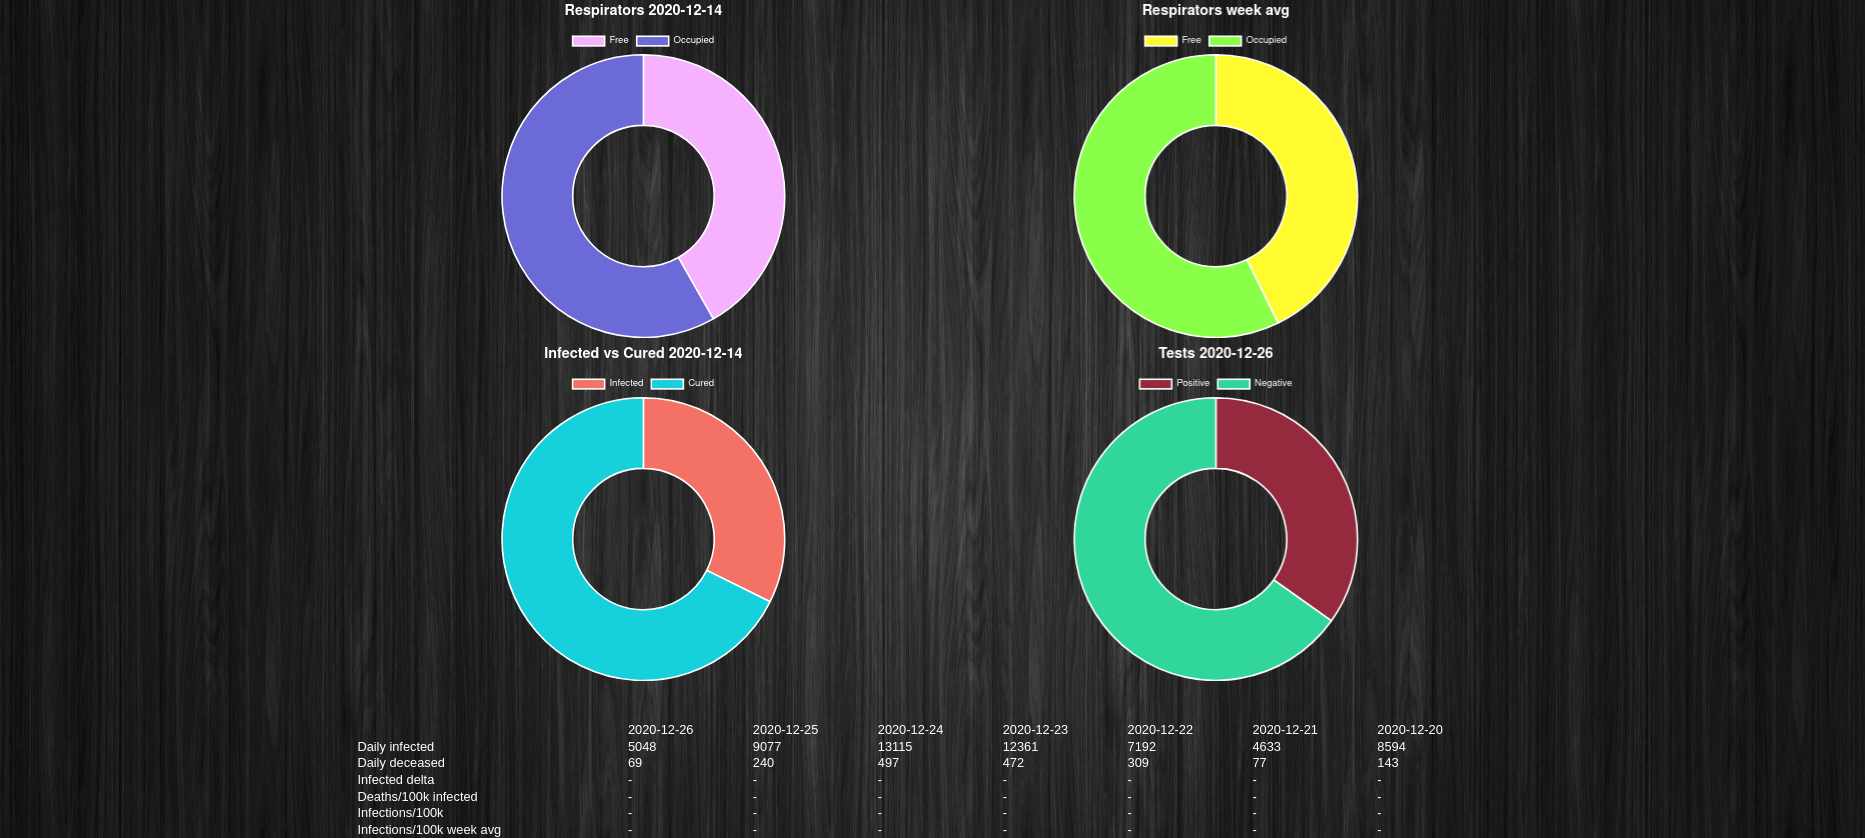 Respirators 2020-12-14
Respirators week avg
Free Occupied
Free Occupied
Infected vs Cured 2020-12-14
Tests 2020-12-26
Infected Cured
Positive Negative
2020-12-26 2020-12-25 2020-12-24 2020-12-23 2020-12-22 2020-12-21 2020-12-20
Daily infected 5048 9077 13115 12361 7192 4633 8594
Daily deceased 69 240 497 472 309 77 143
Infected delta - - - - - - -
Deaths/100k infected - - - - - - -
Infections/100k - - - - - - -
Infections/100k week avg - - - - - - -